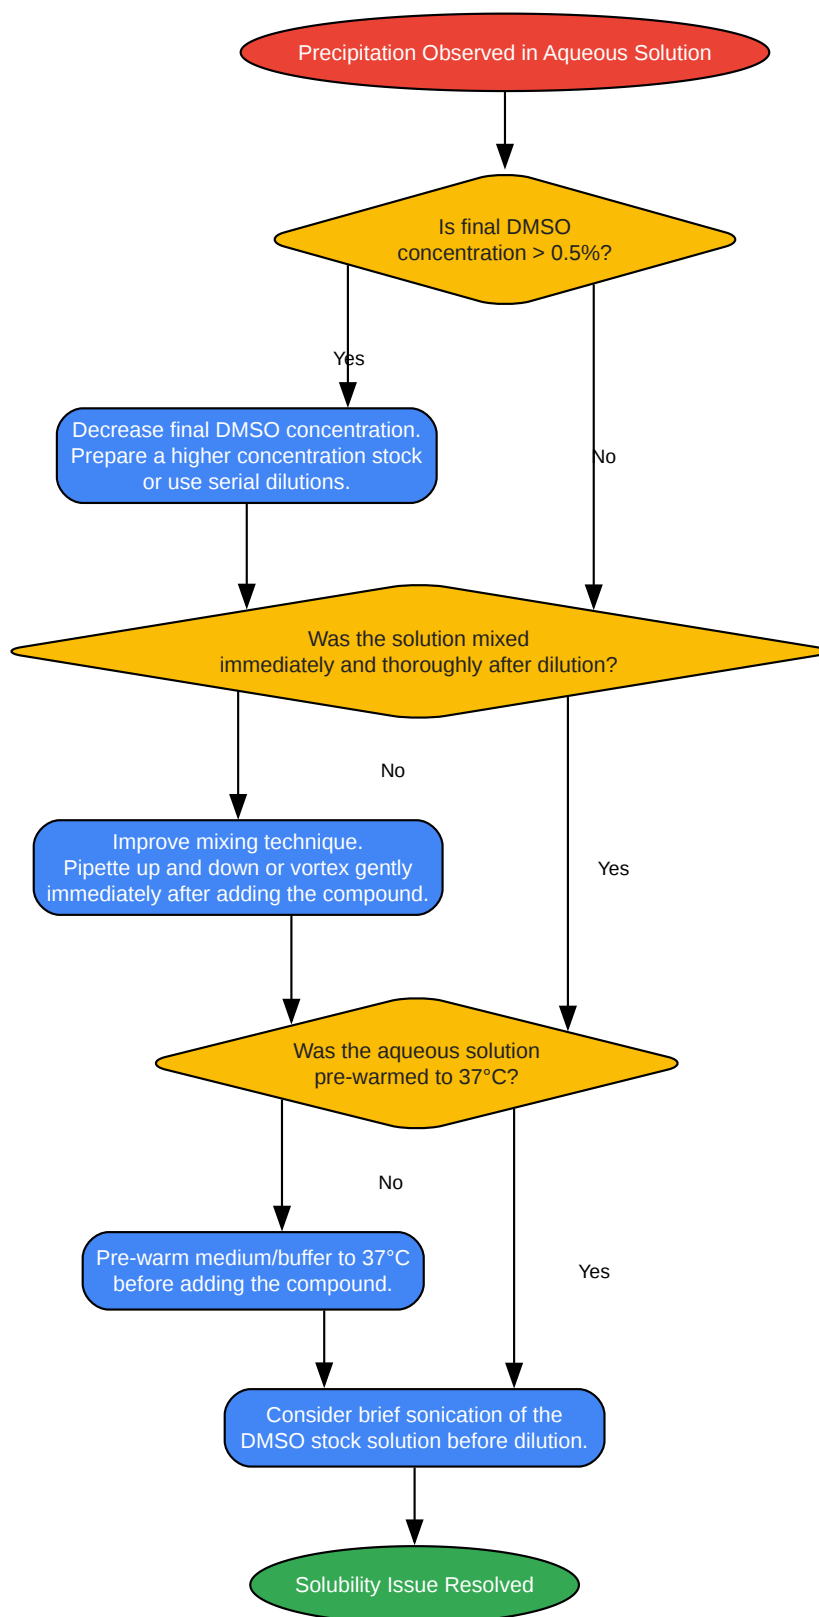 Precipitation Observed in Aqueous Solution
Is final DMSO
concentration > 0.5%?
Yes
Decrease final DMSO concentration.
Prepare a higher concentration stock
or use serial dilutions.
No
Was the solution mixed
immediately and thoroughly after dilution?
No
Improve mixing technique.
Pipette up and down or vortex gently
immediately after adding the compound.
Yes
Was the aqueous solution
pre-warmed to 37°C?
No
Pre-warm medium/buffer to 37°C
before adding the compound.
Yes
Consider brief sonication of the
DMSO stock solution before dilution.
Solubility Issue Resolved